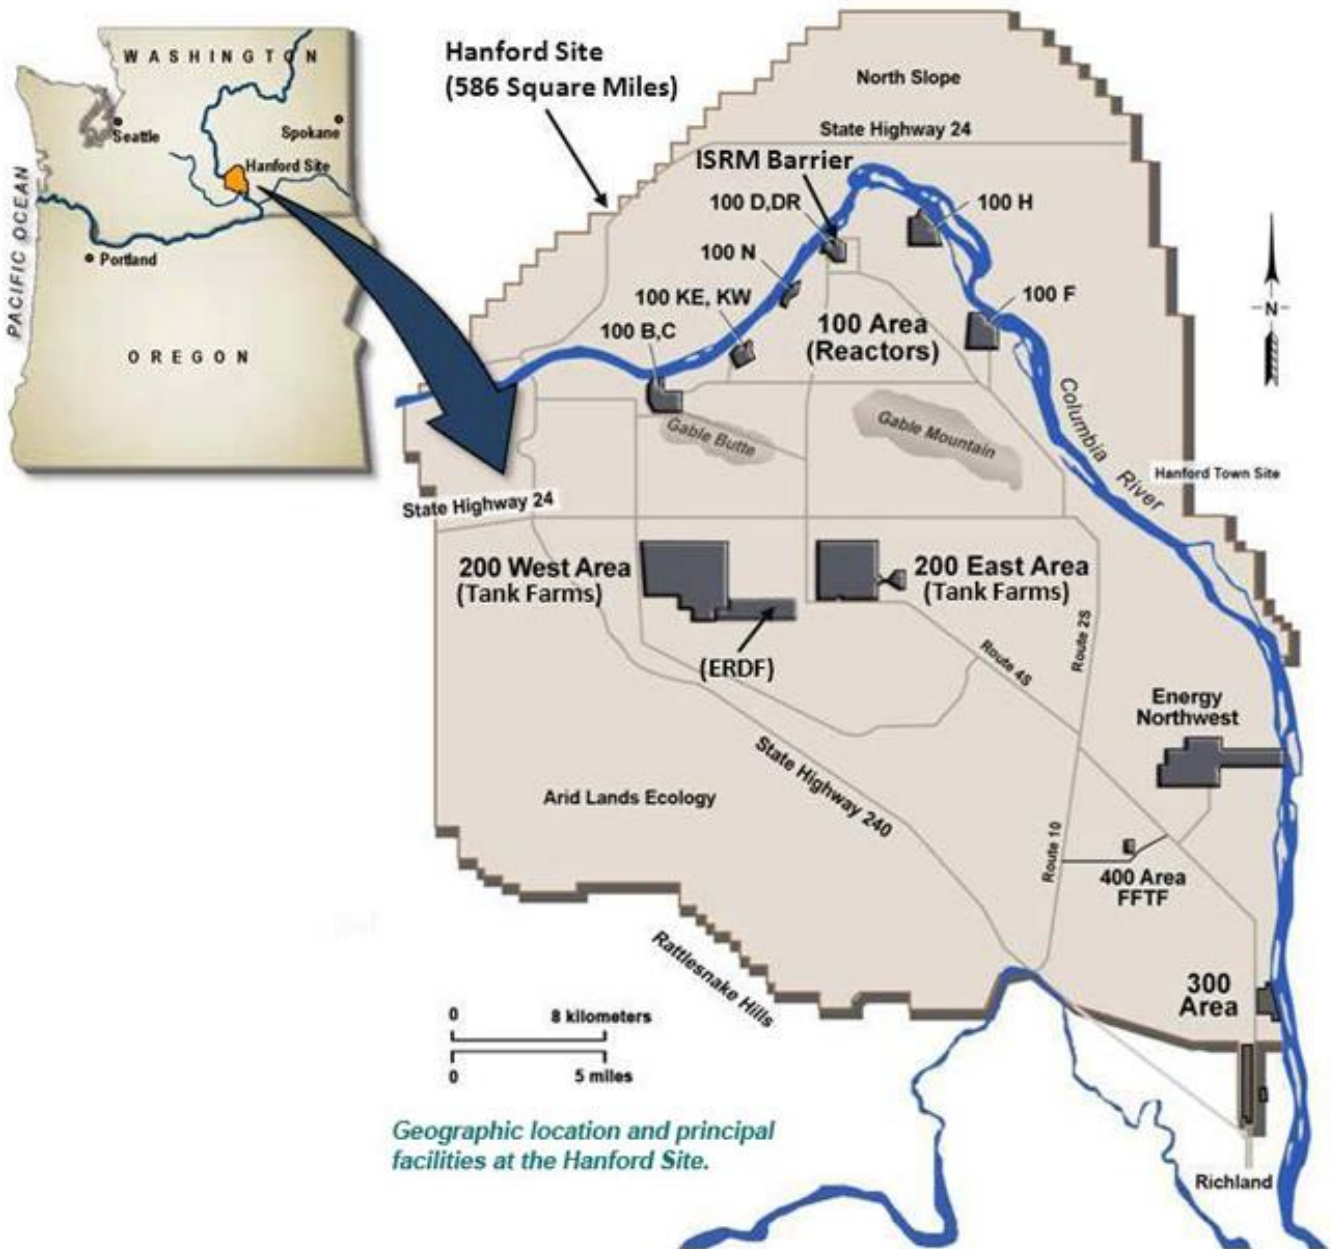 WASHINGTON
Seattle
Spokane
Hanford Site
PACIFIC OCEAN
Portland
OREGON
Hanford Site
(586 Square Miles)
North Slope
State Highway 24
ISRM Barrier
100 D,DR
100 H
100 N
100 KE, KW
100 F
100 B,C
100 Area
(Reactors)
N
Gable Butte
Gable Mountain
Columbia River
Hanford Town Site
State Highway 24
200 West Area
(Tank Farms)
200 East Area
(Tank Farms)
(ERDF)
Route 4S
Route 2S
Energy
Northwest
State Highway 240
Arid Lands Ecology
Route 10
400 Area
FFTF
Rattlesnake Hills
300
Area
0 8 kilometers
0 5 miles
Geographic location and principal
facilities at the Hanford Site.
Richland